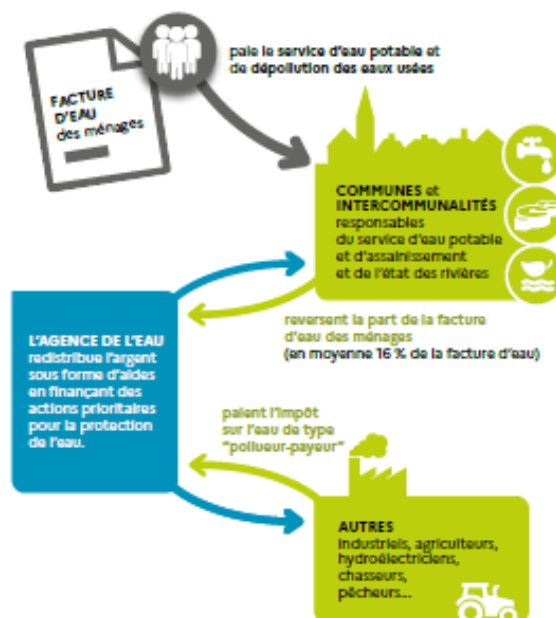 paie le service d'eau potable et
de dépollution des eaux usées
FACTURE
D'EAU
des ménages
COMMUNES et
INTERCOMMUNALITÉS
responsables
du service d'eau potable
et d'assainissement
et de l'état des rivières
reversent la part de la facture
d'eau des ménages
(en moyenne 16 % de la facture d'eau)
L'AGENCE DE L'EAU
redistribue l'argent
sous forme d'aides
en finançant des
actions prioritaires
pour la protection
de l'eau.
paient l'impôt
sur l'eau de type
"pollueur-payeur"
AUTRES
industriels, agriculteurs,
hydroélectriciens,
chasseurs,
pêcheurs...